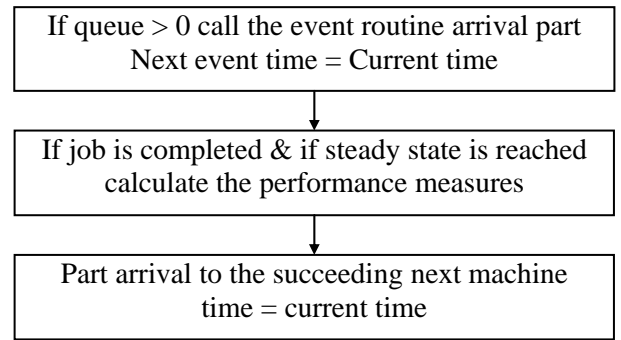 If queue > 0 call the event routine arrival part
Next event time = Current time
If job is completed & if steady state is reached
calculate the performance measures
Part arrival to the succeeding next machine
time = current time